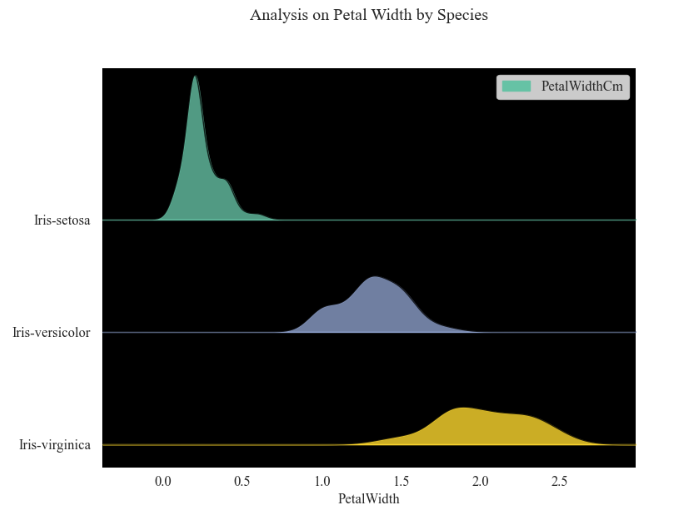 Analysis on Petal Width by Species
PetalWidthCm
Iris-setosa
Iris-versicolor
Iris-virginica
0.0 0.5 1.0 1.5 2.0 2.5
PetalWidth